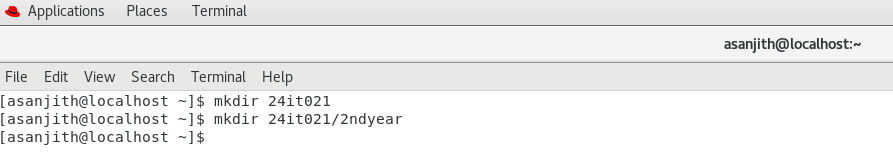 Applications Places Terminal
asanjith@localhost:~
File Edit View Search Terminal Help
[asanjith@localhost ~]$ mkdir 24it021
[asanjith@localhost ~]$ mkdir 24it021/2ndyear
[asanjith@localhost ~]$